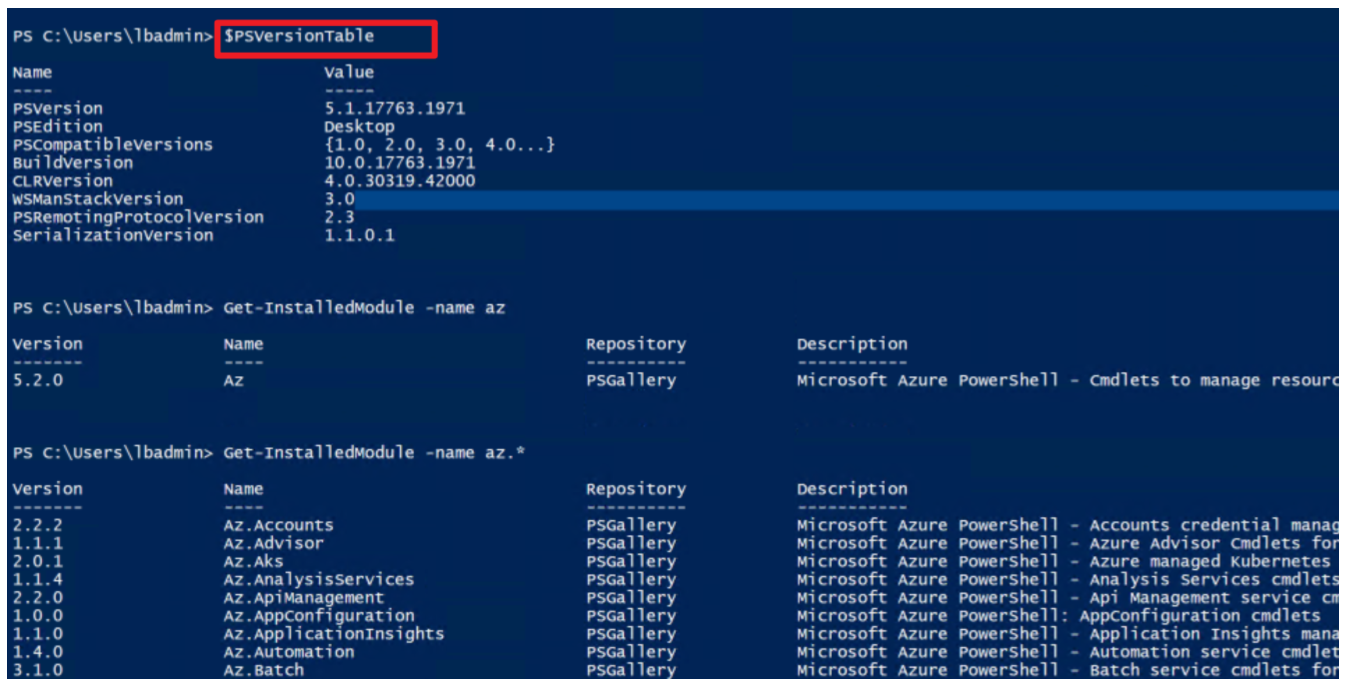 PS C:\Users\lbadmin> $PSVersionTable
Name Value
---- -----
PSVersion 5.1.17763.1971
PSEdition Desktop
PSCompatibleVersions {1.0, 2.0, 3.0, 4.0...}
BuildVersion 10.0.17763.1971
CLRVersion 4.0.30319.42000
WSManStackVersion 3.0
PSRemotingProtocolVersion 2.3
SerializationVersion 1.1.0.1
PS C:\Users\lbadmin> Get-InstalledModule -name az
Version Name Repository Description
------- ---- ---------- -----------
5.2.0 Az PSGallery Microsoft Azure PowerShell - Cmdlets to manage resourc
PS C:\Users\lbadmin> Get-InstalledModule -name az.*
Version Name Repository Description
------- ---- ---------- -----------
2.2.2 Az.Accounts PSGallery Microsoft Azure PowerShell - Accounts credential manag
1.1.1 Az.Advisor PSGallery Microsoft Azure PowerShell - Azure Advisor Cmdlets for
2.0.1 Az.Aks PSGallery Microsoft Azure PowerShell - Azure managed Kubernetes
1.1.4 Az.AnalysisServices PSGallery Microsoft Azure PowerShell - Analysis Services cmdlets
2.2.0 Az.ApiManagement PSGallery Microsoft Azure PowerShell - Api Management service cm
1.0.0 Az.AppConfiguration PSGallery Microsoft Azure PowerShell: AppConfiguration cmdlets
1.1.0 Az.ApplicationInsights PSGallery Microsoft Azure PowerShell - Application Insights mana
1.4.0 Az.Automation PSGallery Microsoft Azure PowerShell - Automation service cmdlet
3.1.0 Az.Batch PSGallery Microsoft Azure PowerShell - Batch service cmdlets for